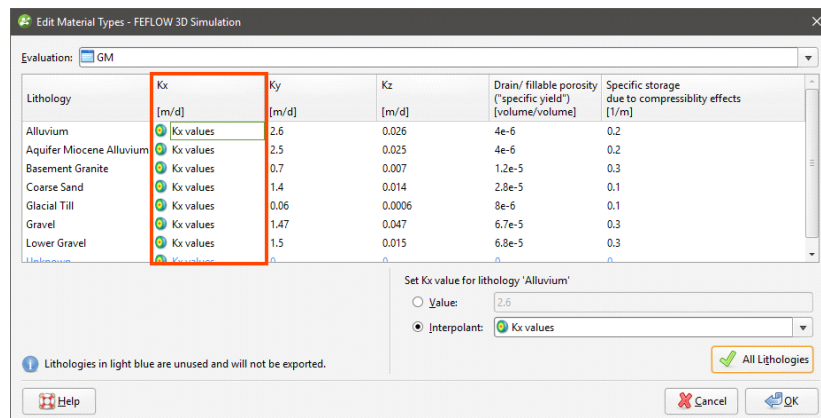 Edit Material Types - FEFLOW 3D Simulation
Evaluation: GM
Lithology Kx [m/d] Ky [m/d] Kz [m/d] Drain/ fillable porosity ("specific yield") [volume/volume] Specific storage due to compressiblity effects [1/m]
Alluvium Kx values 2.6 0.026 4e-6 0.2
Aquifer Miocene Alluvium Kx values 2.5 0.025 4e-6 0.2
Basement Granite Kx values 0.7 0.007 1.2e-5 0.3
Coarse Sand Kx values 1.4 0.014 2.8e-5 0.1
Glacial Till Kx values 0.06 0.0006 8e-6 0.1
Gravel Kx values 1.47 0.047 6.7e-5 0.3
Lower Gravel Kx values 1.5 0.015 6.8e-5 0.3
Unknown Kx values 0 0 0 0
Set Kx value for lithology 'Alluvium'
Value: 2.6
Interpolant: Kx values
Lithologies in light blue are unused and will not be exported.
All Lithologies
Help Cancel OK